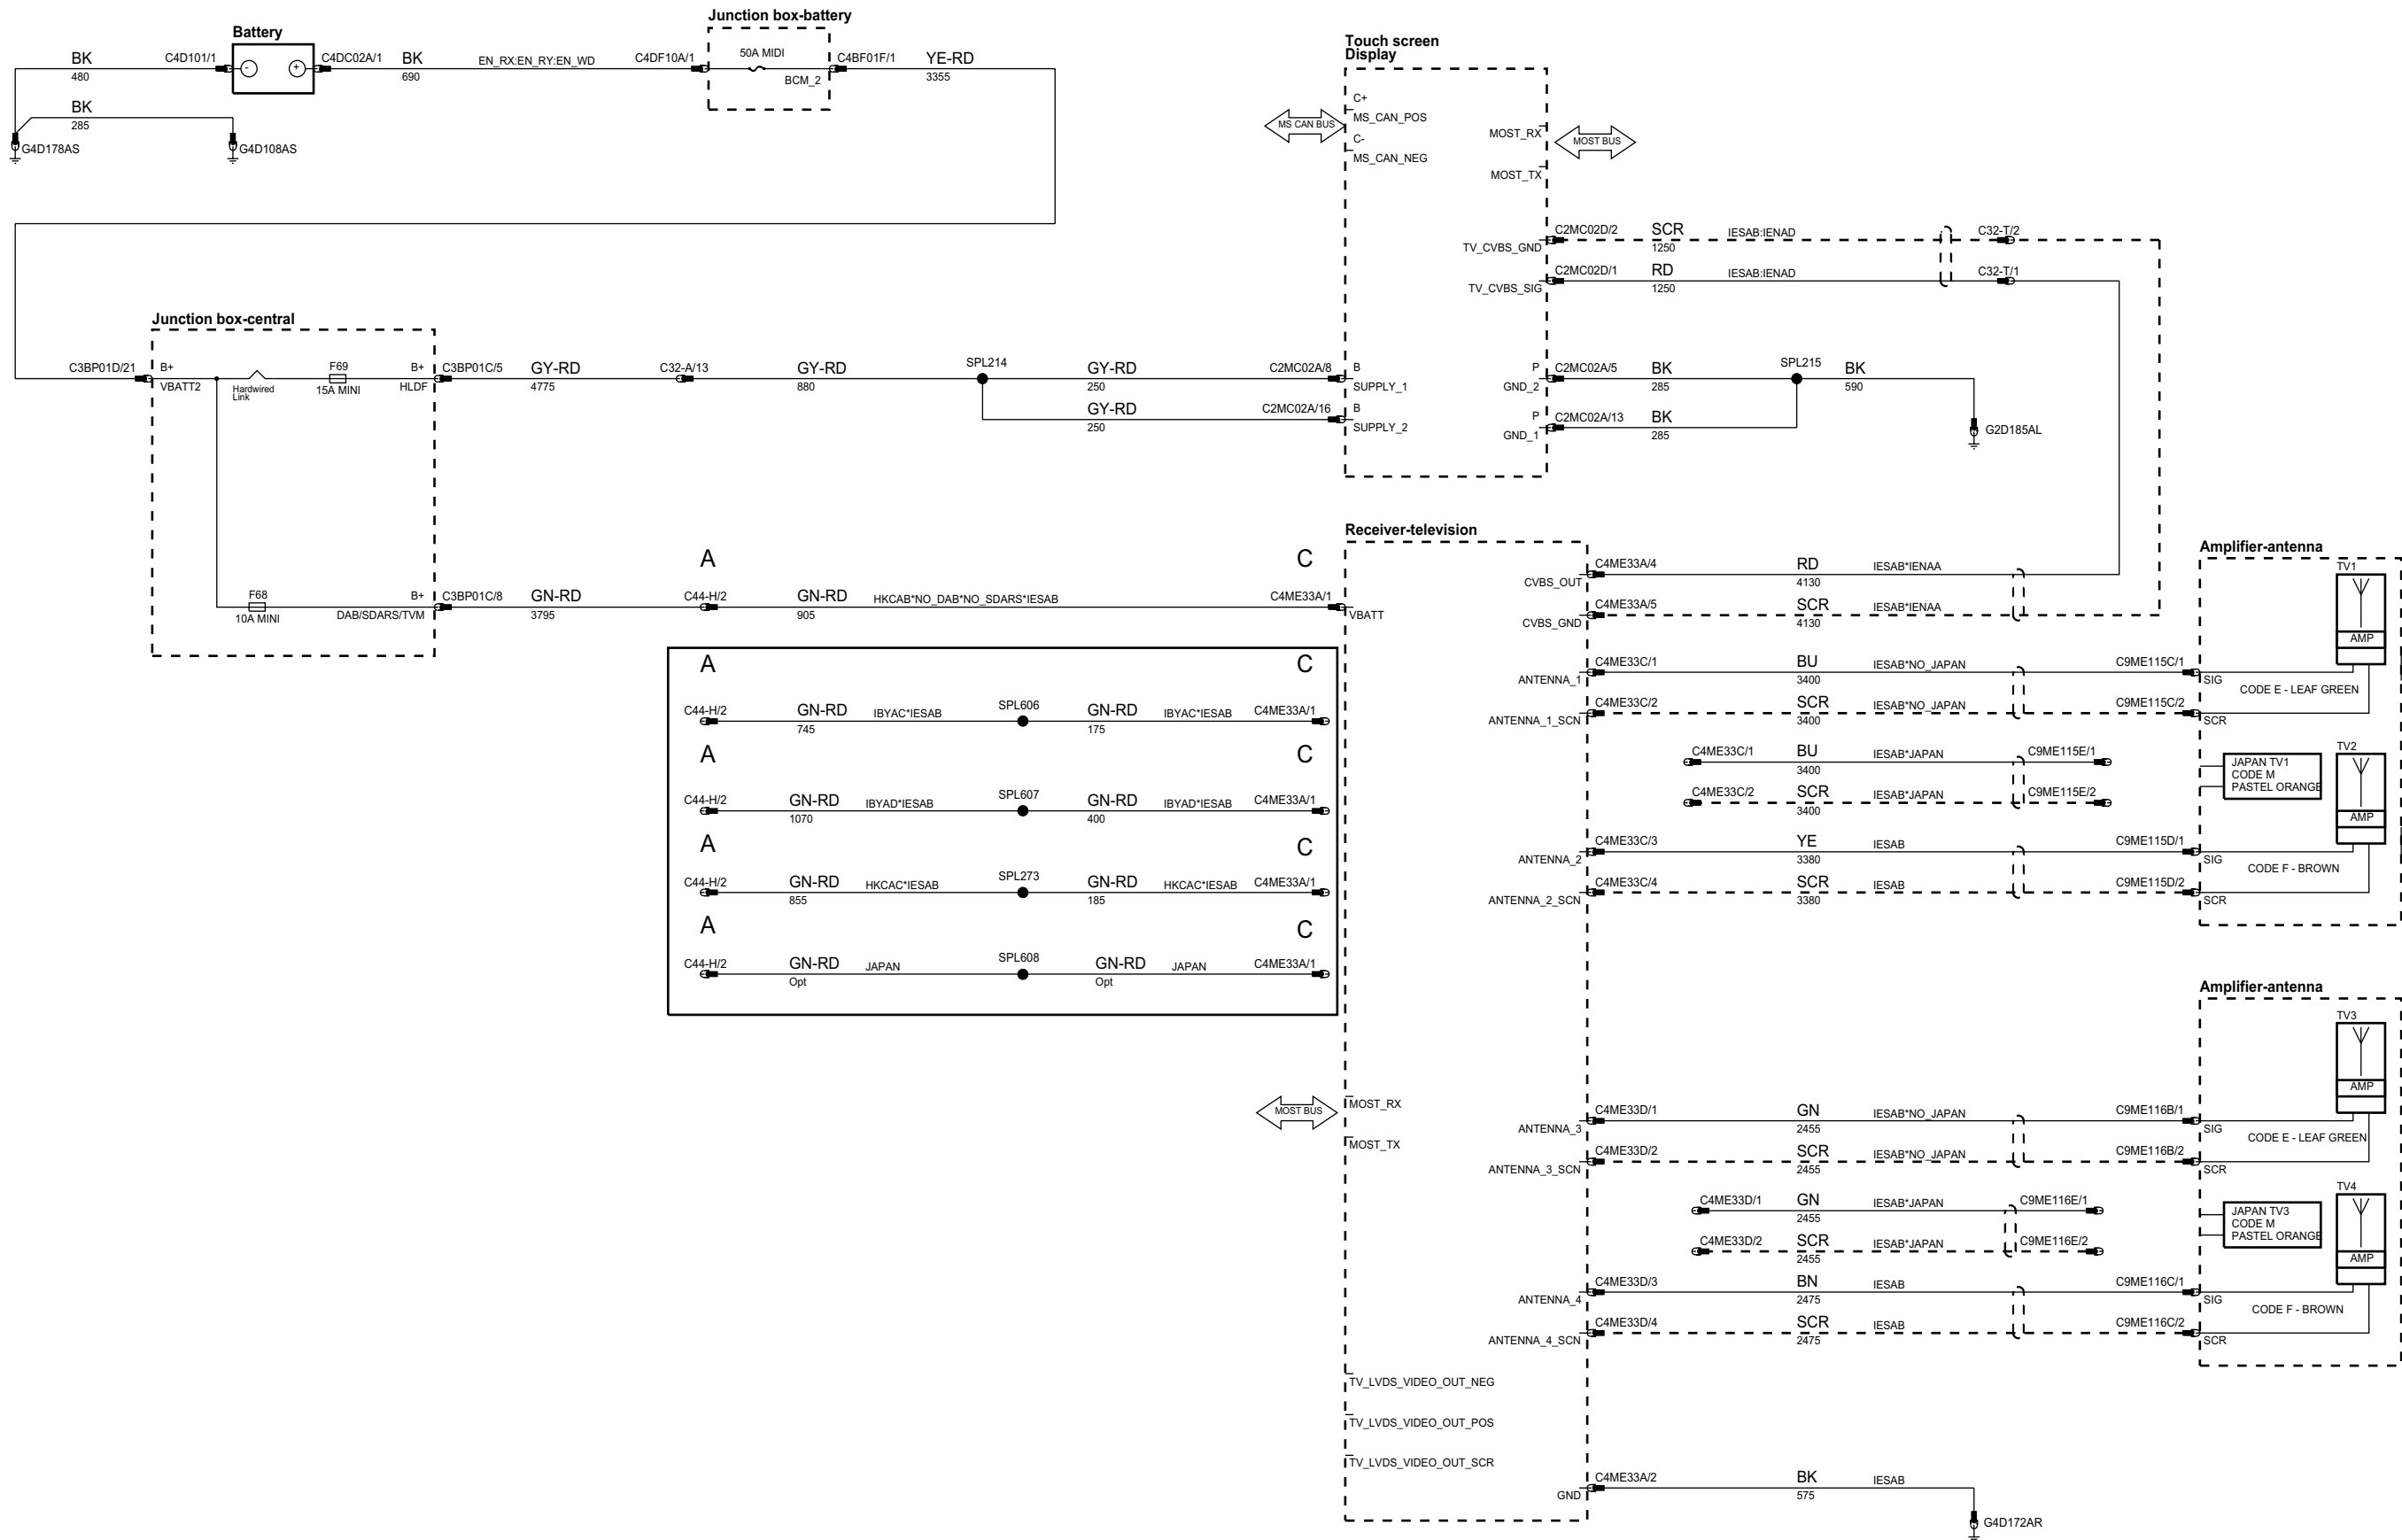 Junction box-battery
Battery
BK
480
C4D101/1
-
+
C4DC02A/1
BK
690
EN_RX:EN_RY:EN_WD
C4DF10A/1
50A MIDI
BCM_2
C4BF01F/1
YE-RD
3355
BK
285
G4D178AS
G4D108AS
Touch screen
Display
C+
MS_CAN_POS
C-
MS_CAN_NEG
MS CAN BUS
MOST_RX
MOST BUS
MOST_TX
TV_CVBS_GND
C2MC02D/2
SCR
1250
IESAB:IENAD
C32-T/2
TV_CVBS_SIG
C2MC02D/1
RD
1250
IESAB:IENAD
C32-T/1
Junction box-central
C3BP01D/21
B+
VBATT2
Hardwired
Link
F69
15A MINI
B+
HLDF
C3BP01C/5
GY-RD
4775
C32-A/13
GY-RD
880
SPL214
GY-RD
250
C2MC02A/8
B
SUPPLY_1
GY-RD
250
C2MC02A/16
B
SUPPLY_2
P
GND_2
C2MC02A/5
BK
285
SPL215
BK
590
P
GND_1
C2MC02A/13
BK
285
G2D185AL
F68
10A MINI
B+
DAB/SDARS/TVM
C3BP01C/8
GN-RD
3795
A
C44-H/2
GN-RD
905
HKCAB*NO_DAB*NO_SDARS*IESAB
C
C4ME33A/1
VBATT
A
C
C44-H/2
GN-RD
745
IBYAC*IESAB
SPL606
GN-RD
175
IBYAC*IESAB
C4ME33A/1
A
C
C44-H/2
GN-RD
1070
IBYAD*IESAB
SPL607
GN-RD
400
IBYAD*IESAB
C4ME33A/1
A
C
C44-H/2
GN-RD
855
HKCAC*IESAB
SPL273
GN-RD
185
HKCAC*IESAB
C4ME33A/1
A
C
C44-H/2
GN-RD
Opt
JAPAN
SPL608
GN-RD
Opt
JAPAN
C4ME33A/1
Receiver-television
CVBS_OUT
C4ME33A/4
RD
4130
IESAB*IENAA
CVBS_GND
C4ME33A/5
SCR
4130
IESAB*IENAA
ANTENNA_1
C4ME33C/1
BU
3400
IESAB*NO_JAPAN
C9ME115C/1
ANTENNA_1_SCN
C4ME33C/2
SCR
3400
IESAB*NO_JAPAN
C9ME115C/2
C4ME33C/1
BU
3400
IESAB*JAPAN
C9ME115E/1
C4ME33C/2
SCR
3400
IESAB*JAPAN
C9ME115E/2
ANTENNA_2
C4ME33C/3
YE
3380
IESAB
C9ME115D/1
ANTENNA_2_SCN
C4ME33C/4
SCR
3380
IESAB
C9ME115D/2
Amplifier-antenna
TV1
AMP
SIG
CODE E - LEAF GREEN
SCR
TV2
JAPAN TV1
CODE M
PASTEL ORANGE
AMP
SIG
CODE F - BROWN
SCR
MOST BUS
MOST_RX
MOST_TX
ANTENNA_3
C4ME33D/1
GN
2455
IESAB*NO_JAPAN
C9ME116B/1
ANTENNA_3_SCN
C4ME33D/2
SCR
2455
IESAB*NO_JAPAN
C9ME116B/2
C4ME33D/1
GN
2455
IESAB*JAPAN
C9ME116E/1
C4ME33D/2
SCR
2455
IESAB*JAPAN
C9ME116E/2
ANTENNA_4
C4ME33D/3
BN
2475
IESAB
C9ME116C/1
ANTENNA_4_SCN
C4ME33D/4
SCR
2475
IESAB
C9ME116C/2
Amplifier-antenna
TV3
AMP
SIG
CODE E - LEAF GREEN
SCR
TV4
JAPAN TV3
CODE M
PASTEL ORANGE
AMP
SIG
CODE F - BROWN
SCR
TV_LVDS_VIDEO_OUT_NEG
TV_LVDS_VIDEO_OUT_POS
TV_LVDS_VIDEO_OUT_SCR
GND
C4ME33A/2
BK
575
IESAB
G4D172AR